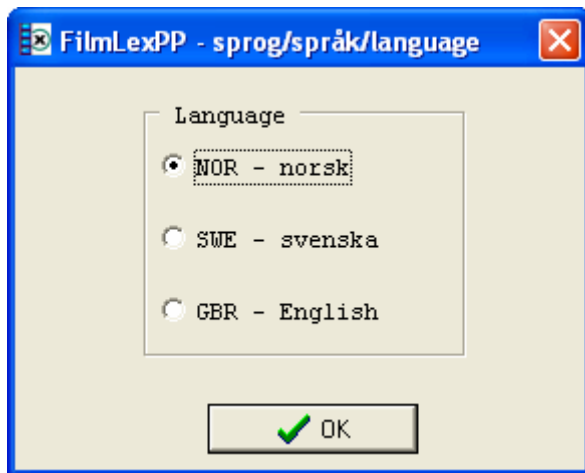 FilmLexPP - sprog/språk/language
Language
NOR - norsk
SWE - svenska
GBR - English
OK